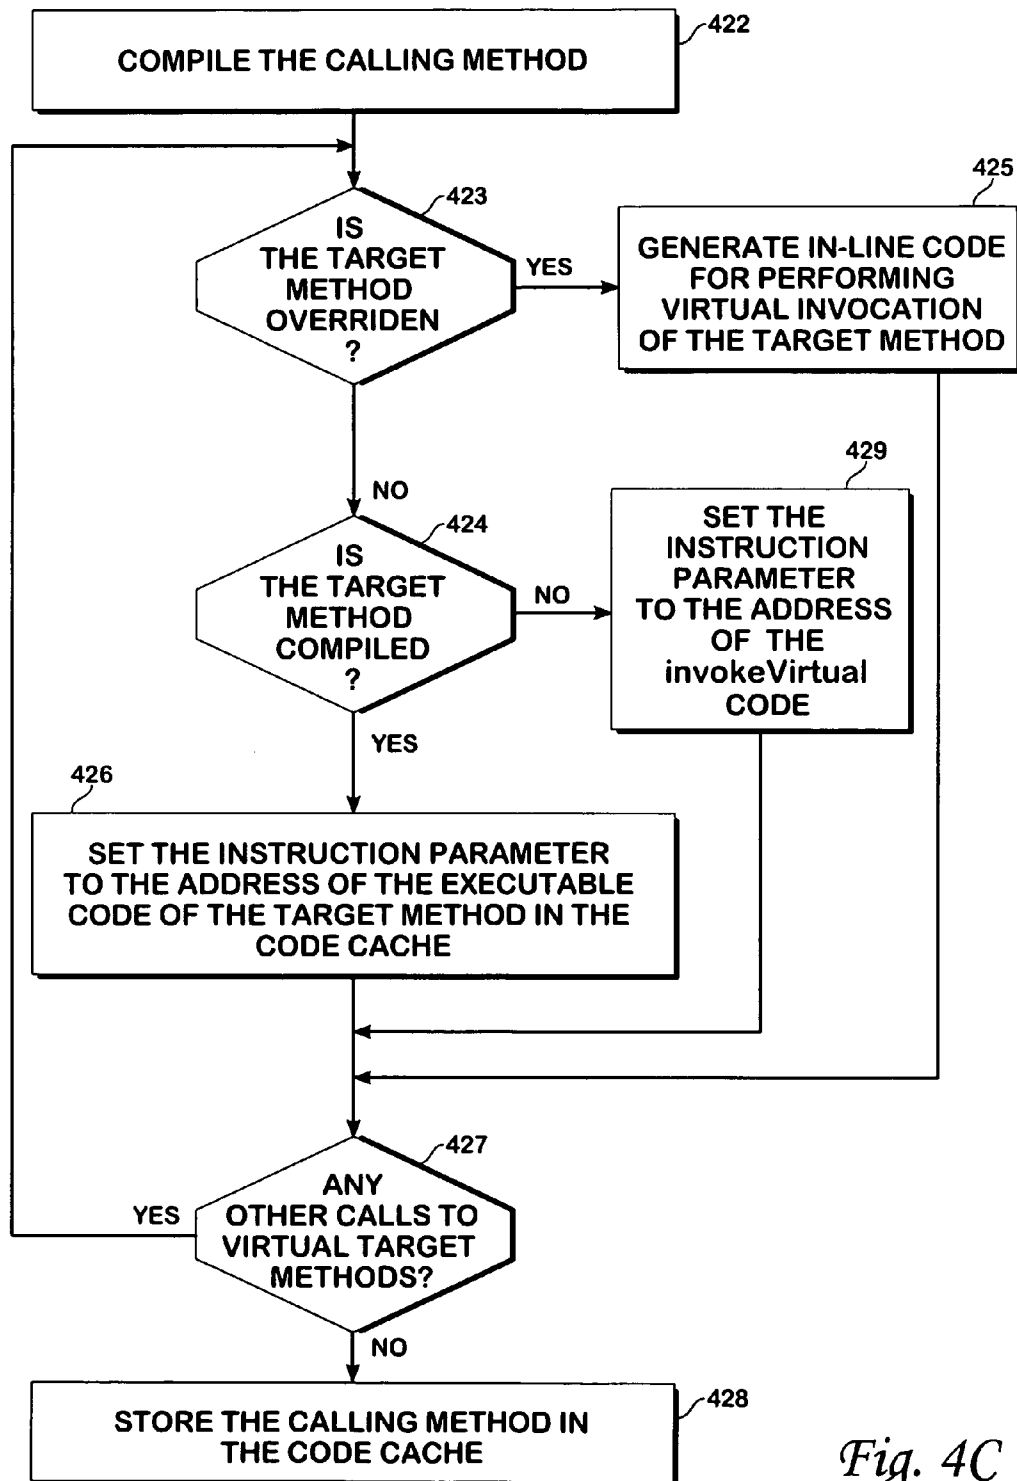 422
COMPILE THE CALLING METHOD
423
IS
THE TARGET
METHOD
OVERRIDEN
?
YES
425
GENERATE IN-LINE CODE
FOR PERFORMING
VIRTUAL INVOCATION
OF THE TARGET METHOD
NO
424
IS
THE TARGET
METHOD
COMPILED
?
NO
429
SET THE
INSTRUCTION
PARAMETER
TO THE ADDRESS
OF THE
invokeVirtual
CODE
YES
426
SET THE INSTRUCTION PARAMETER
TO THE ADDRESS OF THE EXECUTABLE
CODE OF THE TARGET METHOD IN THE
CODE CACHE
427
ANY
OTHER CALLS TO
VIRTUAL TARGET
METHODS?
YES
NO
428
STORE THE CALLING METHOD IN
THE CODE CACHE
Fig. 4C